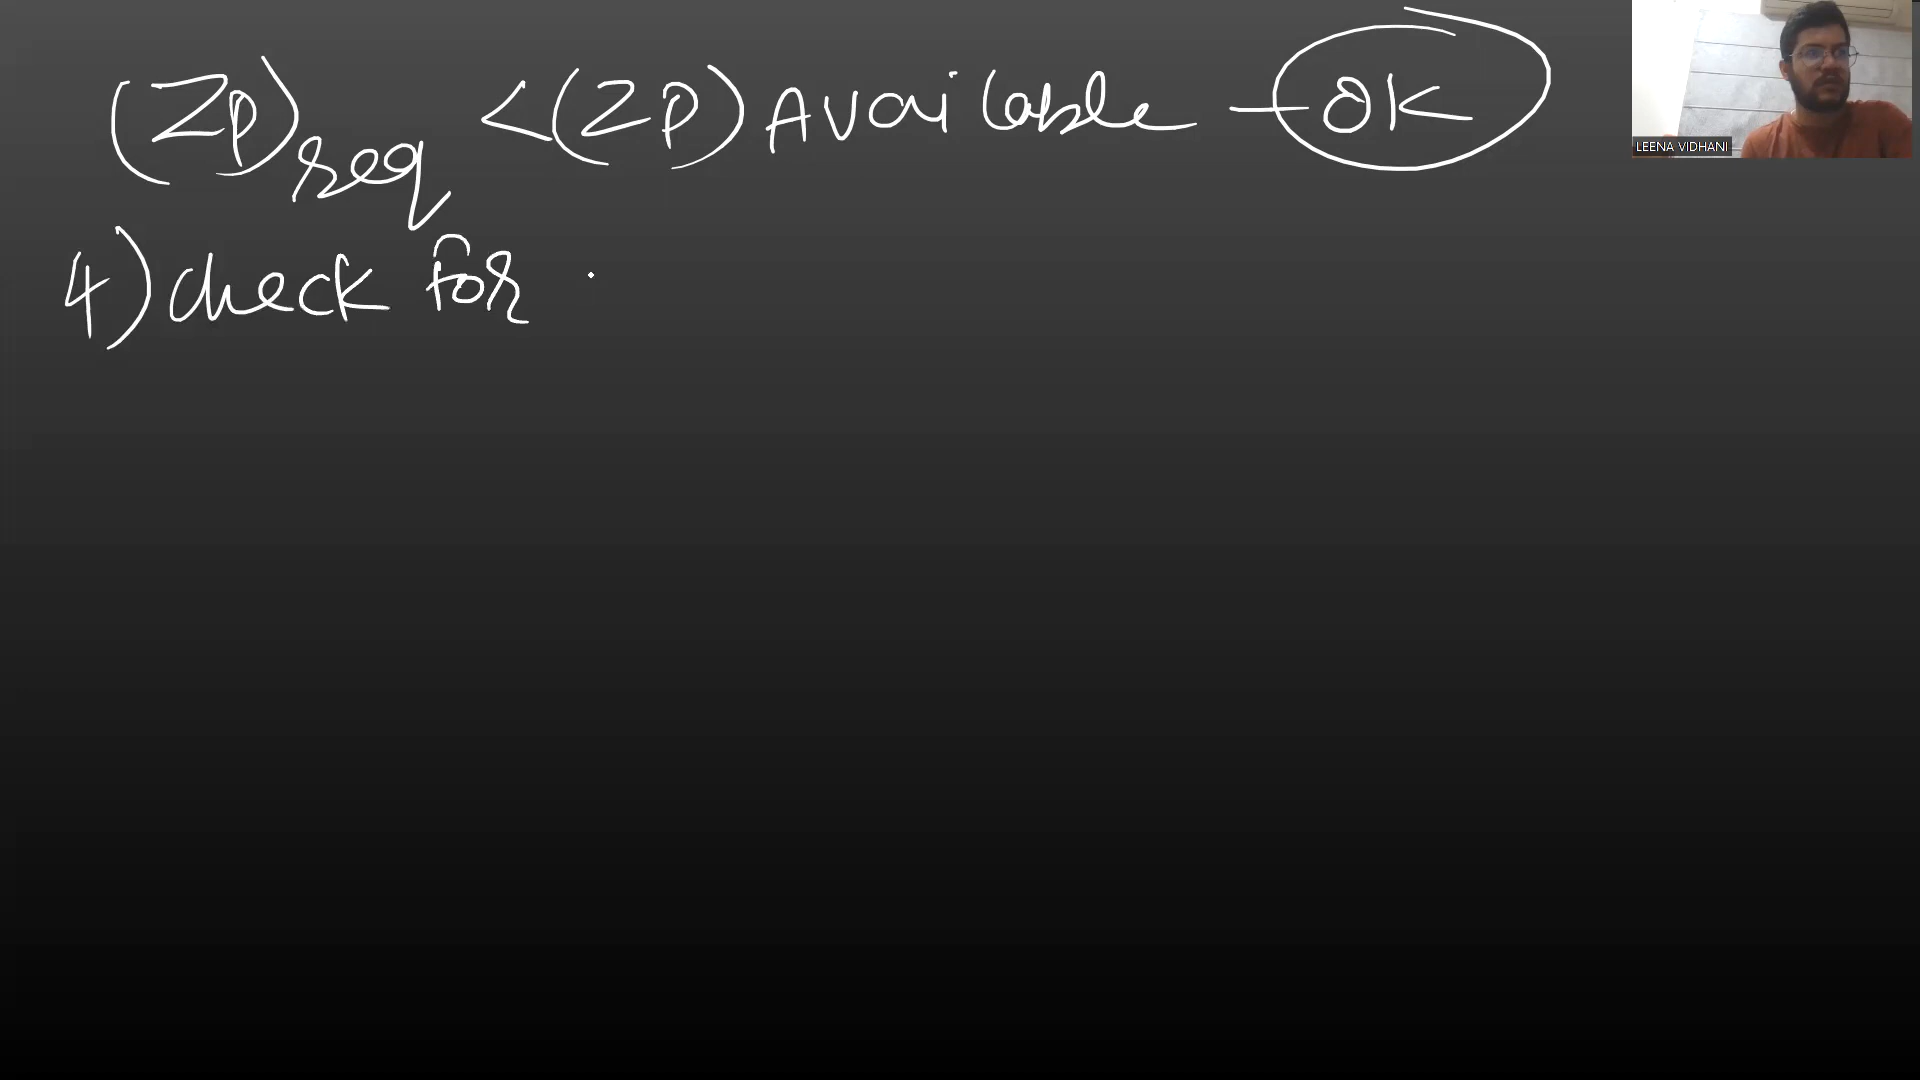 (Zp)req < (ZP) Available - OK
LEENA VIDHANI
4) check for